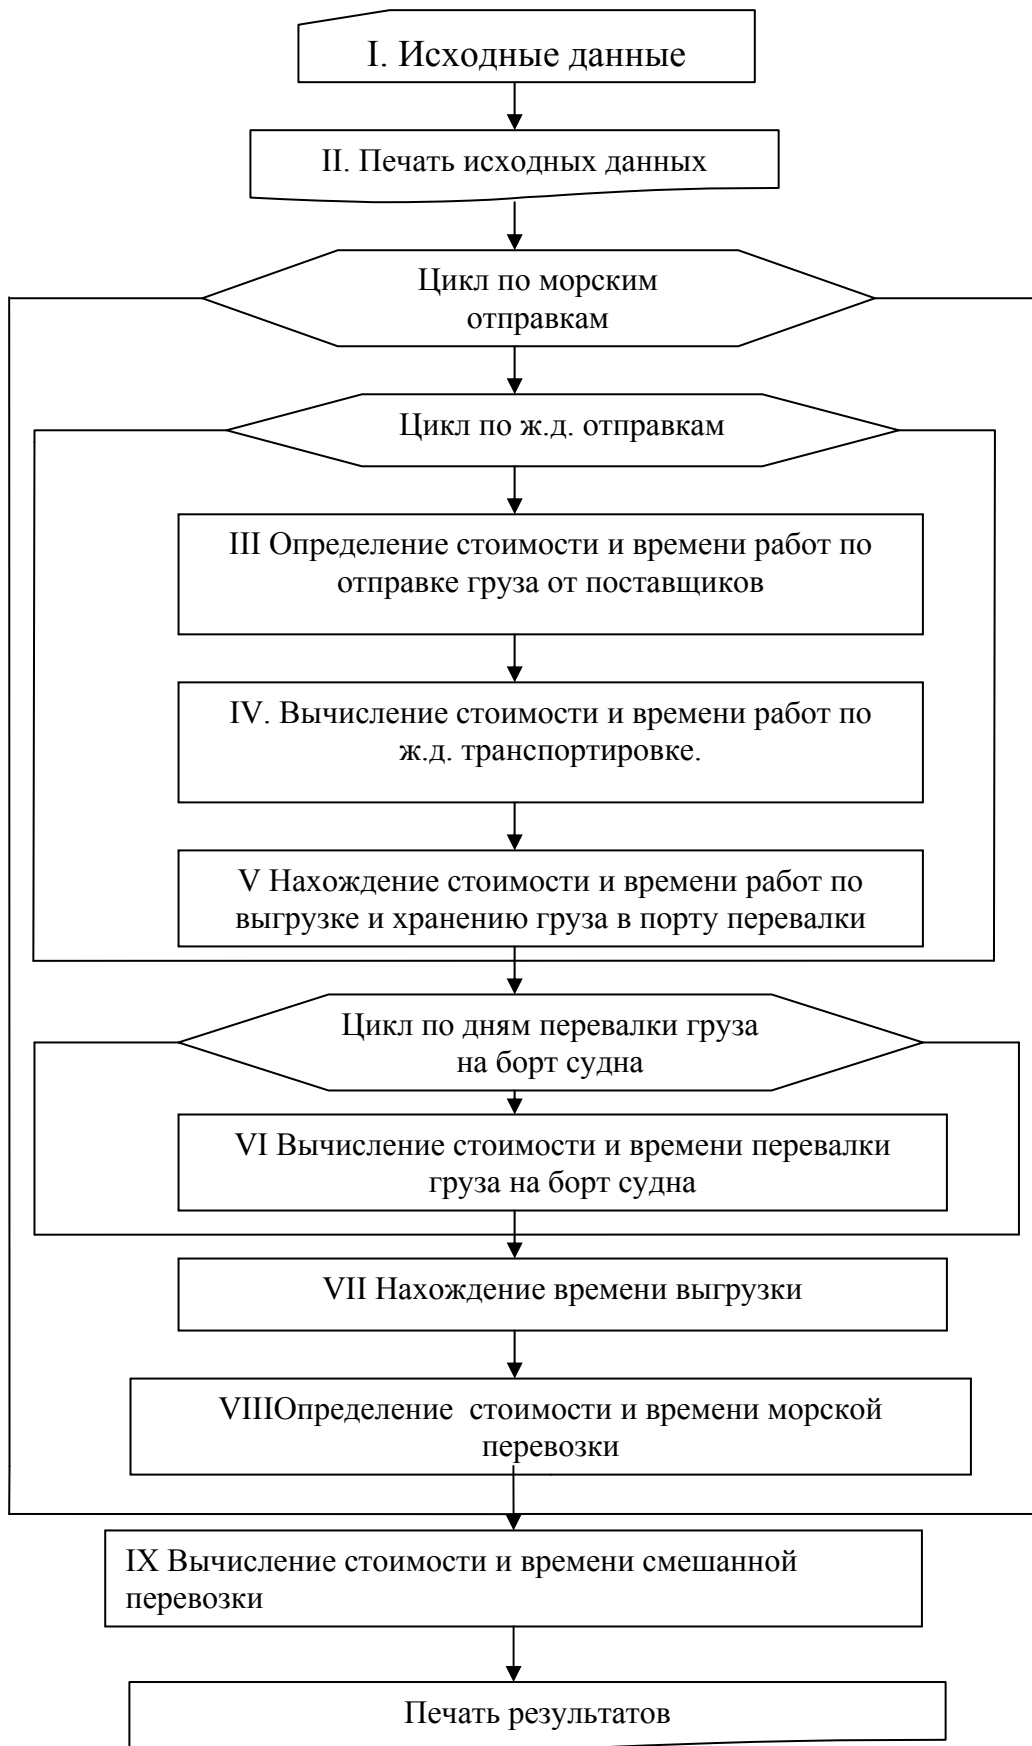 I. Исходные данные
II. Печать исходных данных
Цикл по морским
отправкам
Цикл по ж.д. отправкам
III Определение стоимости и времени работ по
отправке груза от поставщиков
IV. Вычисление стоимости и времени работ по
ж.д. транспортировке.
V Нахождение стоимости и времени работ по
выгрузке и хранению груза в порту перевалки
Цикл по дням перевалки груза
на борт судна
VI Вычисление стоимости и времени перевалки
груза на борт судна
VII Нахождение времени выгрузки
VIIIОпределение  стоимости и времени морской
перевозки
IX Вычисление стоимости и времени смешанной
перевозки
Печать результатов